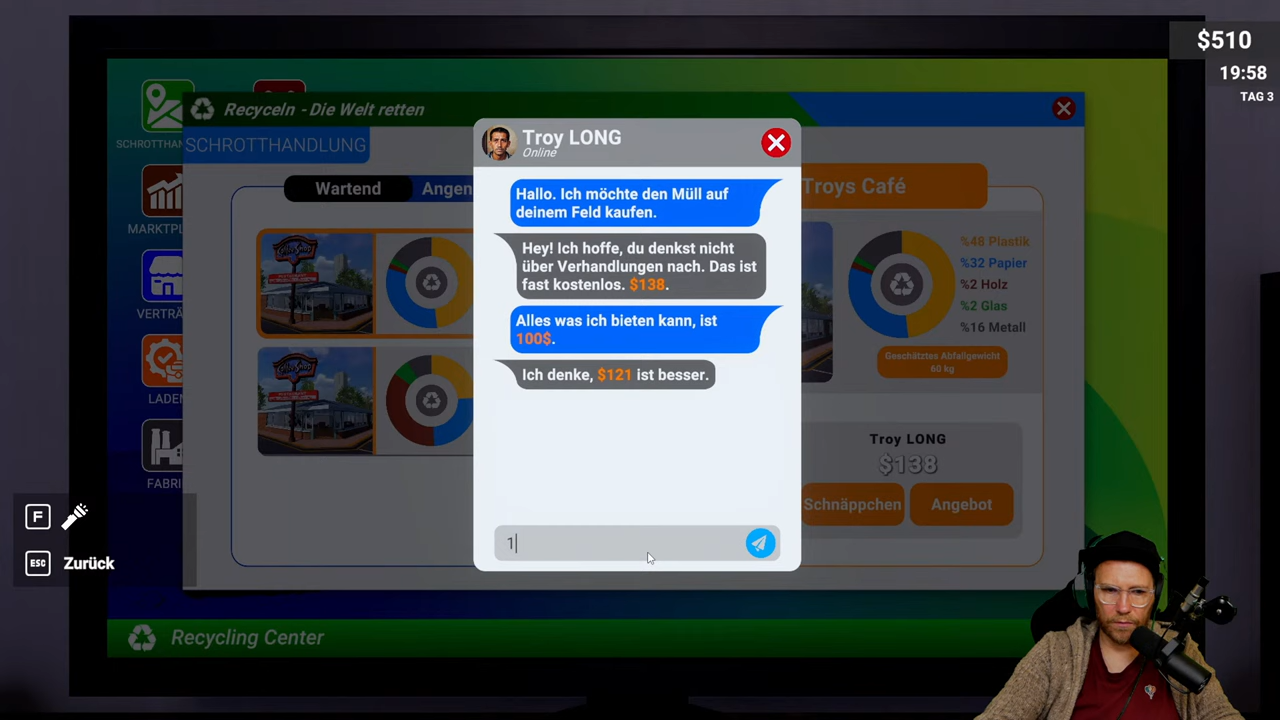 $510
19:58
TAG 3
Recyceln - Die Welt retten
SCHROTTHAN
SCHROTTHANDLUNG
MARKTPL
VERTRÄ
LADEN
FABRI
Wartend
Angen
Troy LONG
Online
Hallo. Ich möchte den Müll auf
deinem Feld kaufen.
Hey! Ich hoffe, du denkst nicht
über Verhandlungen nach. Das ist
fast kostenlos. $138.
Alles was ich bieten kann, ist
100$.
Ich denke, $121 ist besser.
1
Troys Café
%48 Plastik
%32 Papier
%2 Holz
%2 Glas
%16 Metall
Geschätztes Abfallgewicht
60 kg
Troy LONG
$138
Schnäppchen
Angebot
F
ESC Zurück
Recycling Center